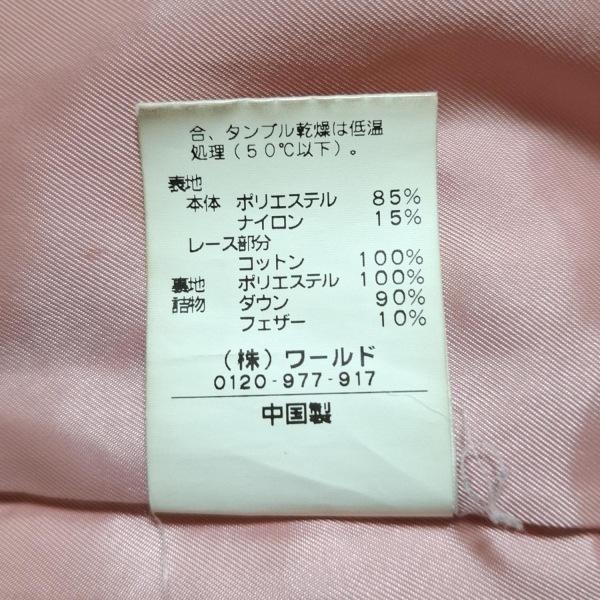 合、タンブル乾燥は低温
処理（５０℃以下）。
表地
本体 ポリエステル 85%
ナイロン 15%
レース部分
コットン 100%
裏地 ポリエステル 100%
詰物 ダウン 90%
フェザー 10%
（株）ワールド
0120-977-917
中国製